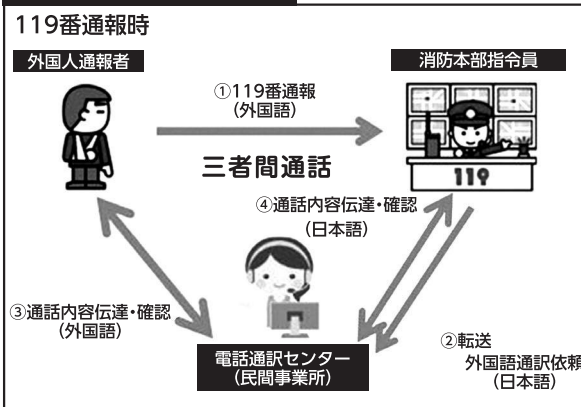 119番通報時
外国人通報者
消防本部指令員
①119番通報
(外国語)
119
三者間通話
④通話内容伝達・確認
(日本語)
③通話内容伝達・確認
(外国語)
②転送
外国語通訳依頼
(日本語)
電話通訳センター
(民間事業所)